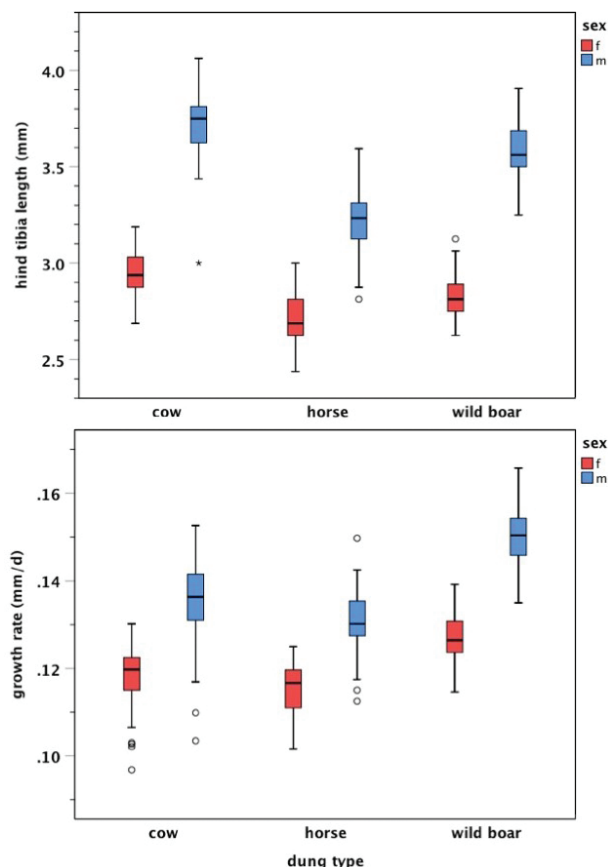 sex
f
m
hind tibia length (mm)
4.0
3.5
3.0
2.5
cow horse wild boar
sex
f
m
growth rate (mm/d)
.16
.14
.12
.10
cow horse wild boar
dung type